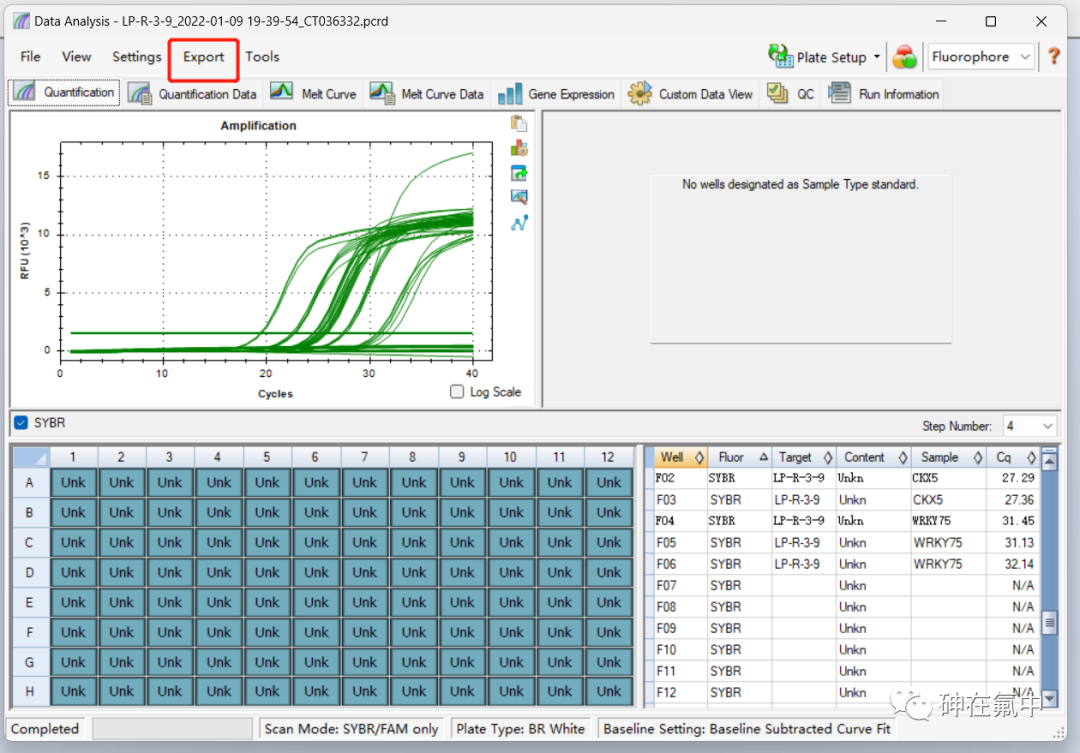 Data Analysis - LP-R-3-9_2022-01-09 19-39-54_CT036332.pcrd
File View Settings Export Tools Plate Setup Fluorophore ?
Quantification Quantification Data Melt Curve Melt Curve Data Gene Expression Custom Data View QC Run Information
Amplification
RFU (10^3)
15
10
5
0
0 10 20 30 40
Cycles
Log Scale
No wells designated as Sample Type standard.
SYBR Step Number: 4
1 2 3 4 5 6 7 8 9 10 11 12
A Unk Unk Unk Unk Unk Unk Unk Unk Unk Unk Unk Unk
B Unk Unk Unk Unk Unk Unk Unk Unk Unk Unk Unk Unk
C Unk Unk Unk Unk Unk Unk Unk Unk Unk Unk Unk Unk
D Unk Unk Unk Unk Unk Unk Unk Unk Unk Unk Unk Unk
E Unk Unk Unk Unk Unk Unk Unk Unk Unk Unk Unk Unk
F Unk Unk Unk Unk Unk Unk Unk Unk Unk Unk Unk Unk
G Unk Unk Unk Unk Unk Unk Unk Unk Unk Unk Unk Unk
H Unk Unk Unk Unk Unk Unk Unk Unk Unk Unk Unk Unk
Well Fluor Target Content Sample Cq
F02 SYBR LP-R-3-9 Unkn CKX5 27.29
F03 SYBR LP-R-3-9 Unkn CKX5 27.36
F04 SYBR LP-R-3-9 Unkn WRKY75 31.45
F05 SYBR LP-R-3-9 Unkn WRKY75 31.13
F06 SYBR LP-R-3-9 Unkn WRKY75 32.14
F07 SYBR Unkn N/A
F08 SYBR Unkn N/A
F09 SYBR Unkn N/A
F10 SYBR Unkn N/A
F11 SYBR Unkn N/A
F12 SYBR Unkn N/A
砷在氟中
Completed Scan Mode: SYBR/FAM only Plate Type: BR White Baseline Setting: Baseline Subtracted Curve Fit